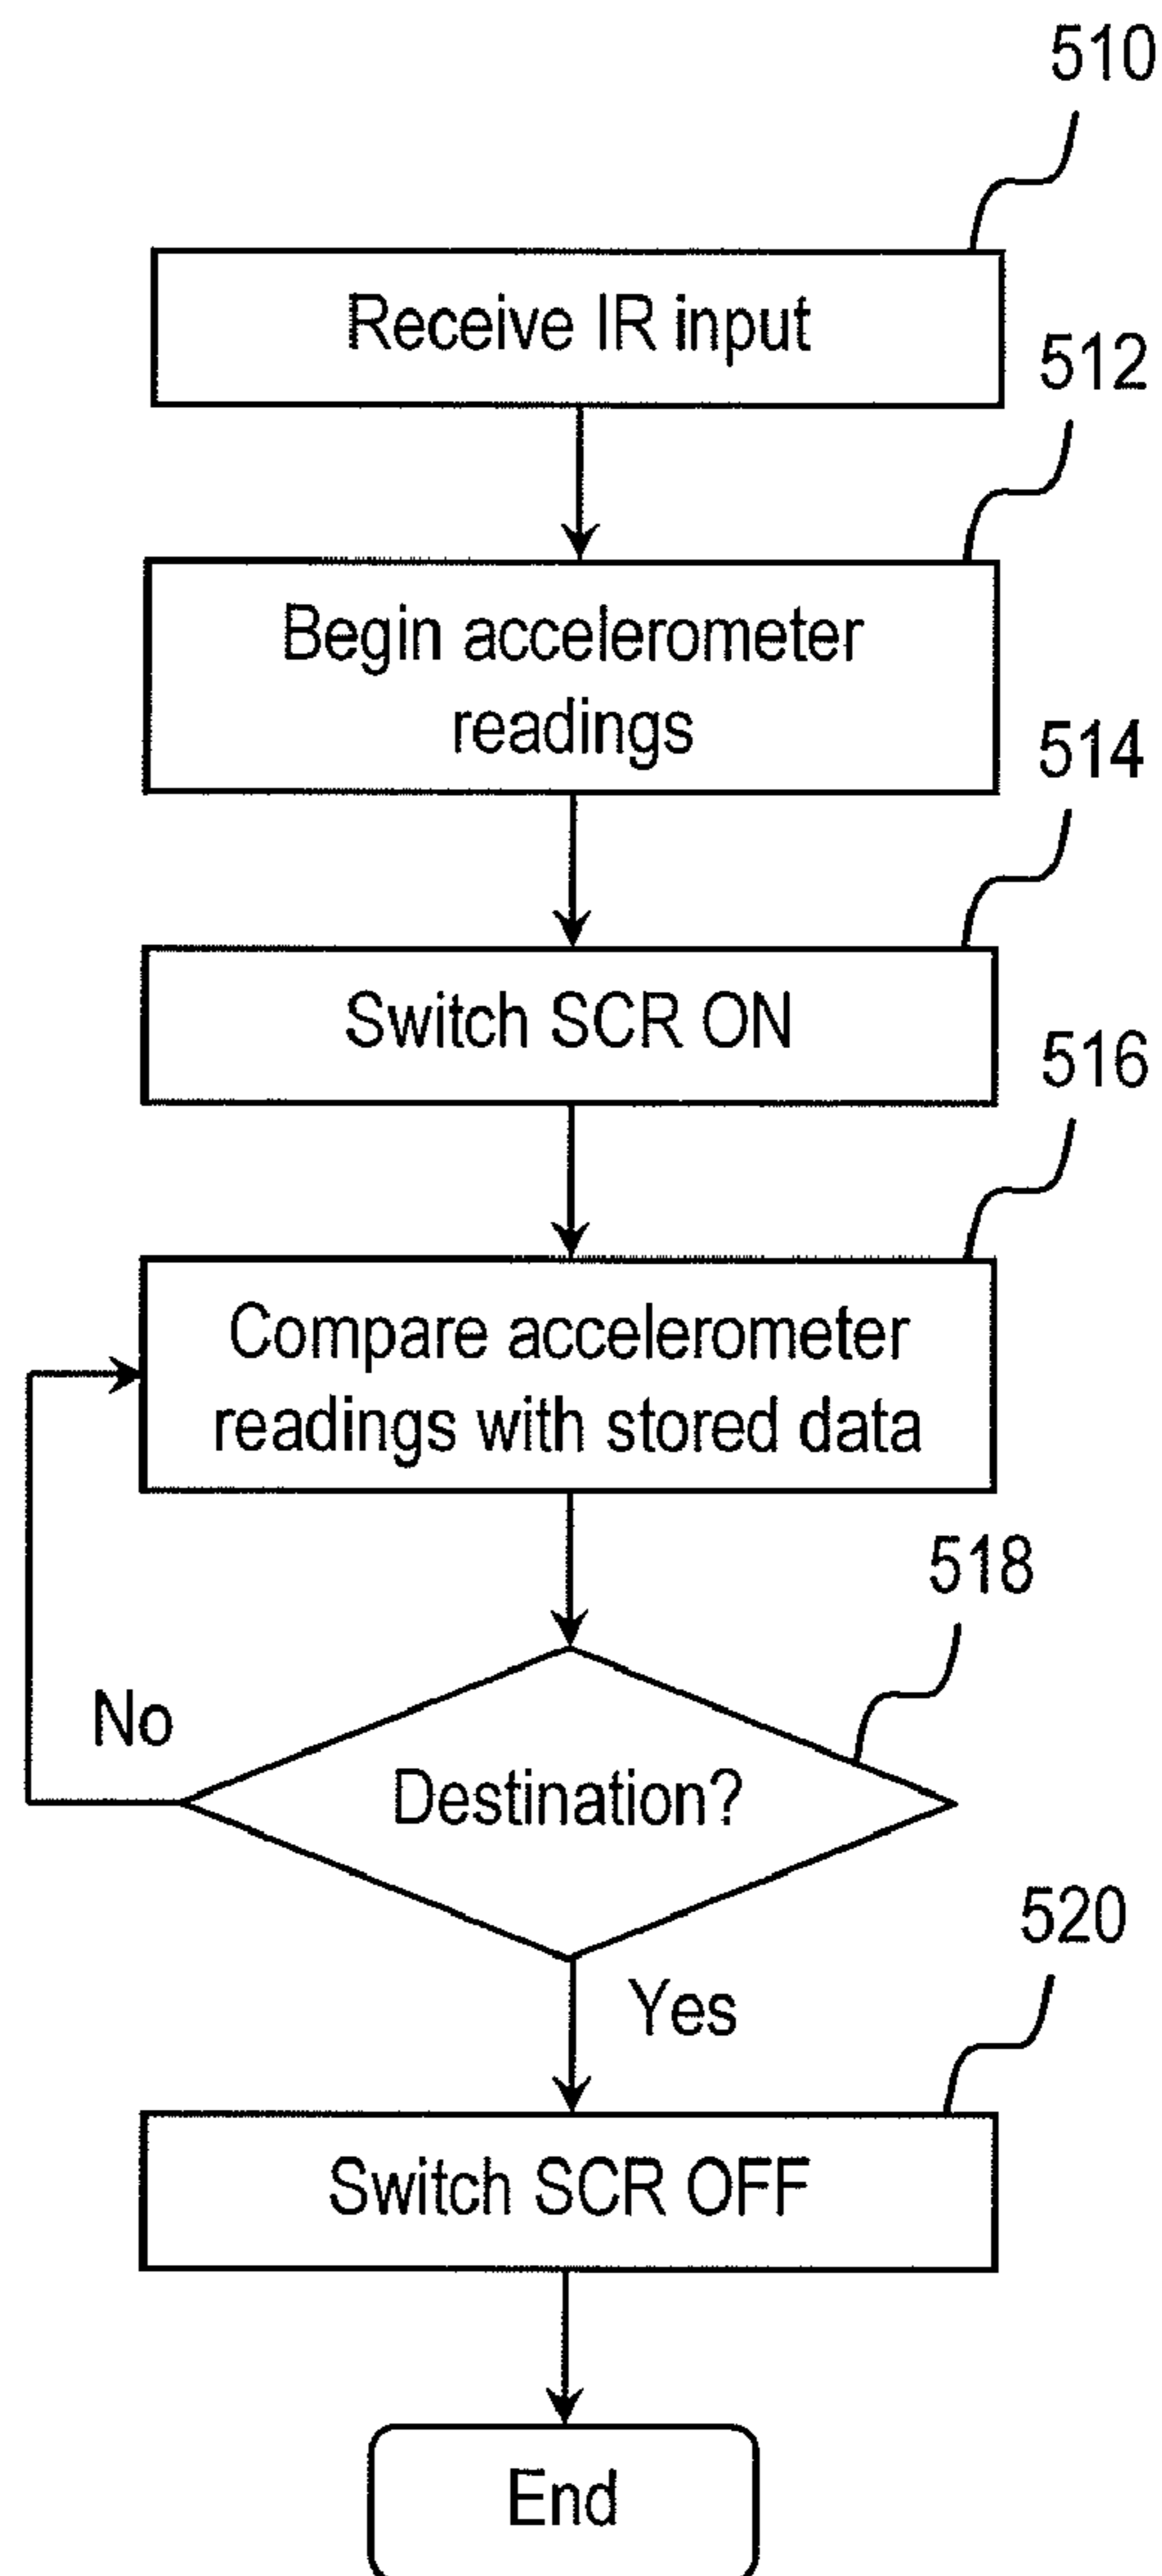 510
Receive IR input
512
Begin accelerometer
readings
514
Switch SCR ON
516
Compare accelerometer
readings with stored data
518
No
Destination?
520
Yes
Switch SCR OFF
End